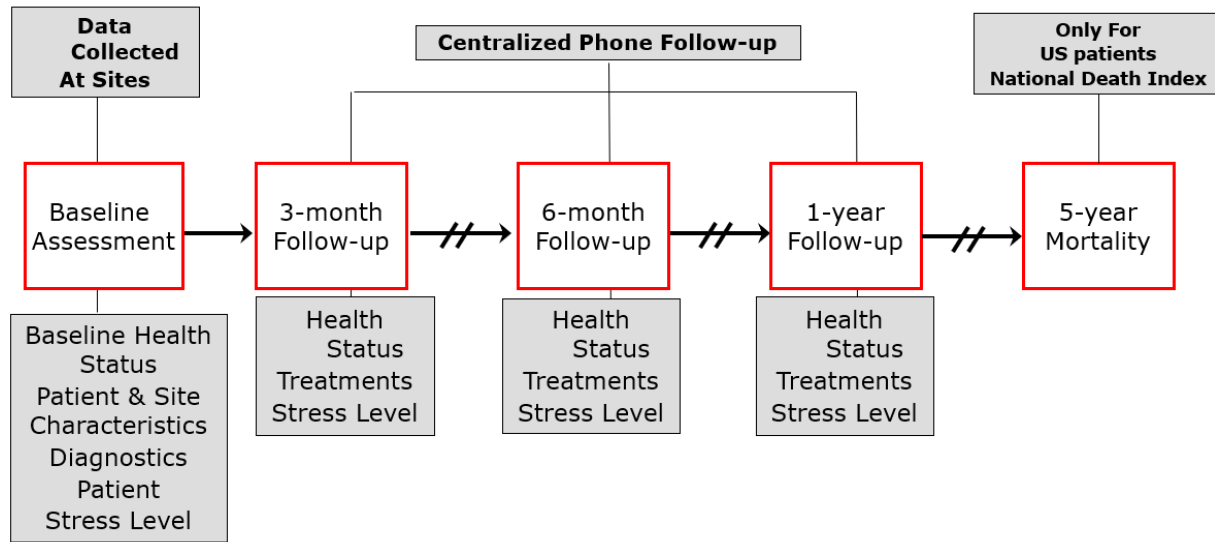 Data
Collected
At Sites
Centralized Phone Follow-up
Only For
US patients
National Death Index
Baseline
Assessment
3-month
Follow-up
6-month
Follow-up
1-year
Follow-up
5-year
Mortality
Baseline Health
Status
Patient & Site
Characteristics
Diagnostics
Patient
Stress Level
Health
Status
Treatments
Stress Level
Health
Status
Treatments
Stress Level
Health
Status
Treatments
Stress Level